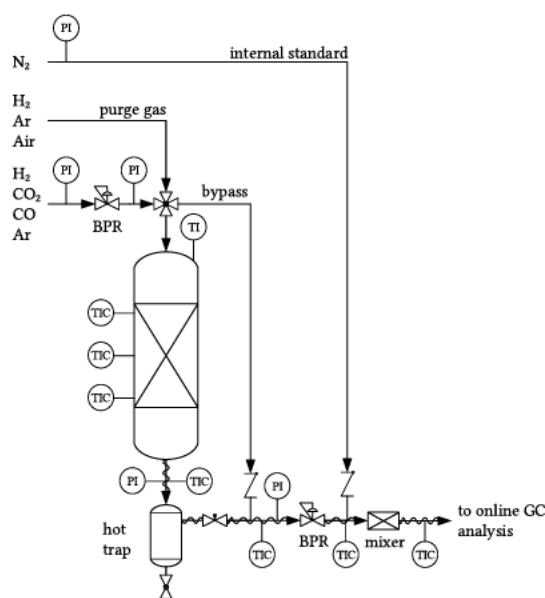 PI
N₂
internal standard
H₂
purge gas
Ar
Air
H₂
PI
PI
CO₂
bypass
CO
BPR
TI
Ar
TIC
TIC
TIC
PI
TIC
PI
to online GC
analysis
hot
trap
BPR
mixer
TIC
TIC
TIC